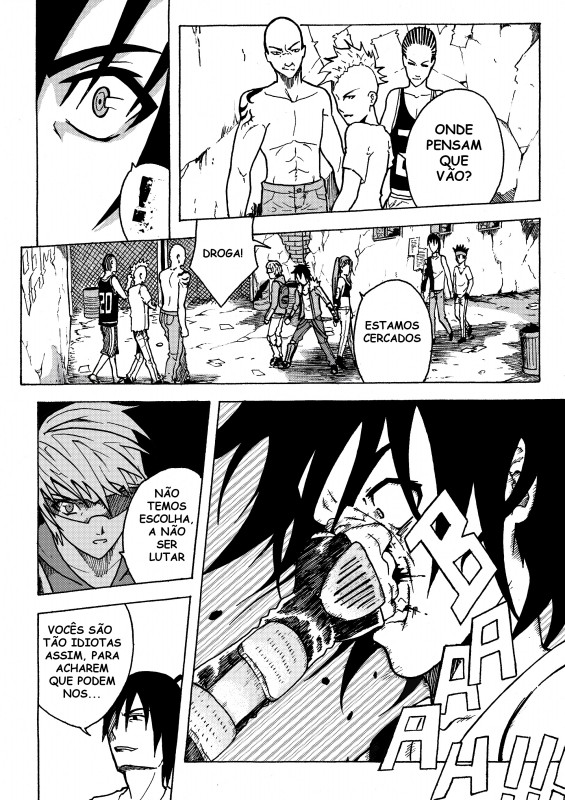 ONDE
PENSAM
QUE
VÃO?
20
DROGA!
ESTAMOS
CERCADOS
NÃO
TEMOS
ESCOLHA,
A NÃO
SER
LUTAR
BAAAAH!!!
VOCÊS SÃO
TÃO IDIOTAS
ASSIM, PARA
ACHAREM
QUE PODEM
NOS...